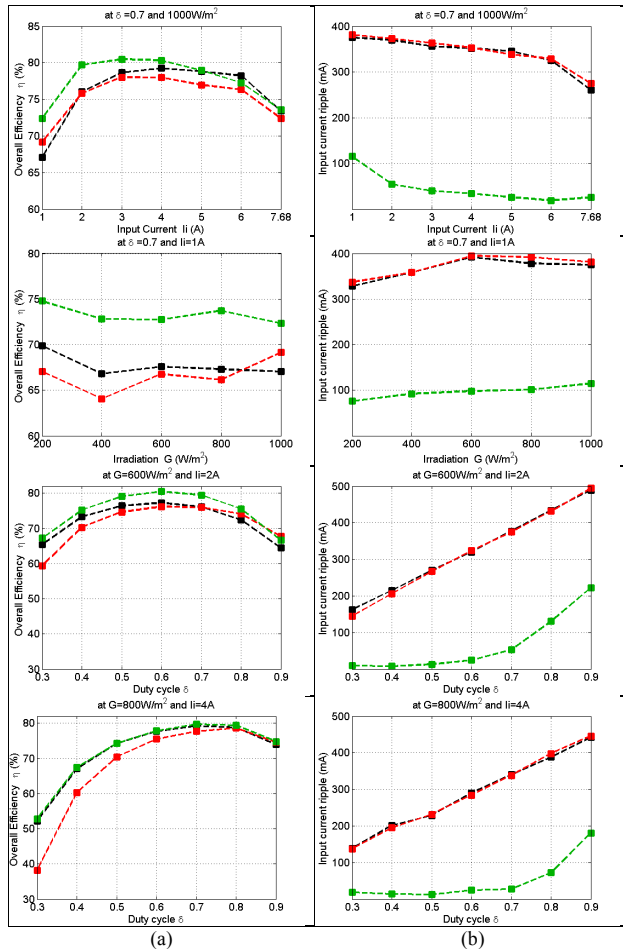 at δ =0.7 and 1000W/m²
Overall Efficiency η (%)
85
80
75
70
65
60
1 2 3 4 5 6 7.68
Input Current Ii (A)
at δ =0.7 and 1000W/m²
Input current ripple (mA)
400
300
200
100
1 2 3 4 5 6 7.68
Input Current Ii (A)
at δ =0.7 and Ii=1A
Overall Efficiency η (%)
80
75
70
65
60
200 400 600 800 1000
Irradiation G (W/m²)
at δ =0.7 and Ii=1A
Input current ripple (mA)
400
300
200
100
0
200 400 600 800 1000
Irradiation G (W/m²)
at G=600W/m² and Ii=2A
Overall Efficiency η (%)
80
70
60
50
40
30
0.3 0.4 0.5 0.6 0.7 0.8 0.9
Duty cycle δ
at G=600W/m² and Ii=2A
Input current ripple (mA)
500
400
300
200
100
0.3 0.4 0.5 0.6 0.7 0.8 0.9
Duty cycle δ
at G=800W/m² and Ii=4A
Overall Efficiency η (%)
80
70
60
50
40
30
0.3 0.4 0.5 0.6 0.7 0.8 0.9
Duty cycle δ
at G=800W/m² and Ii=4A
Input current ripple (mA)
500
400
300
200
100
0.3 0.4 0.5 0.6 0.7 0.8 0.9
Duty cycle δ
(a)
(b)